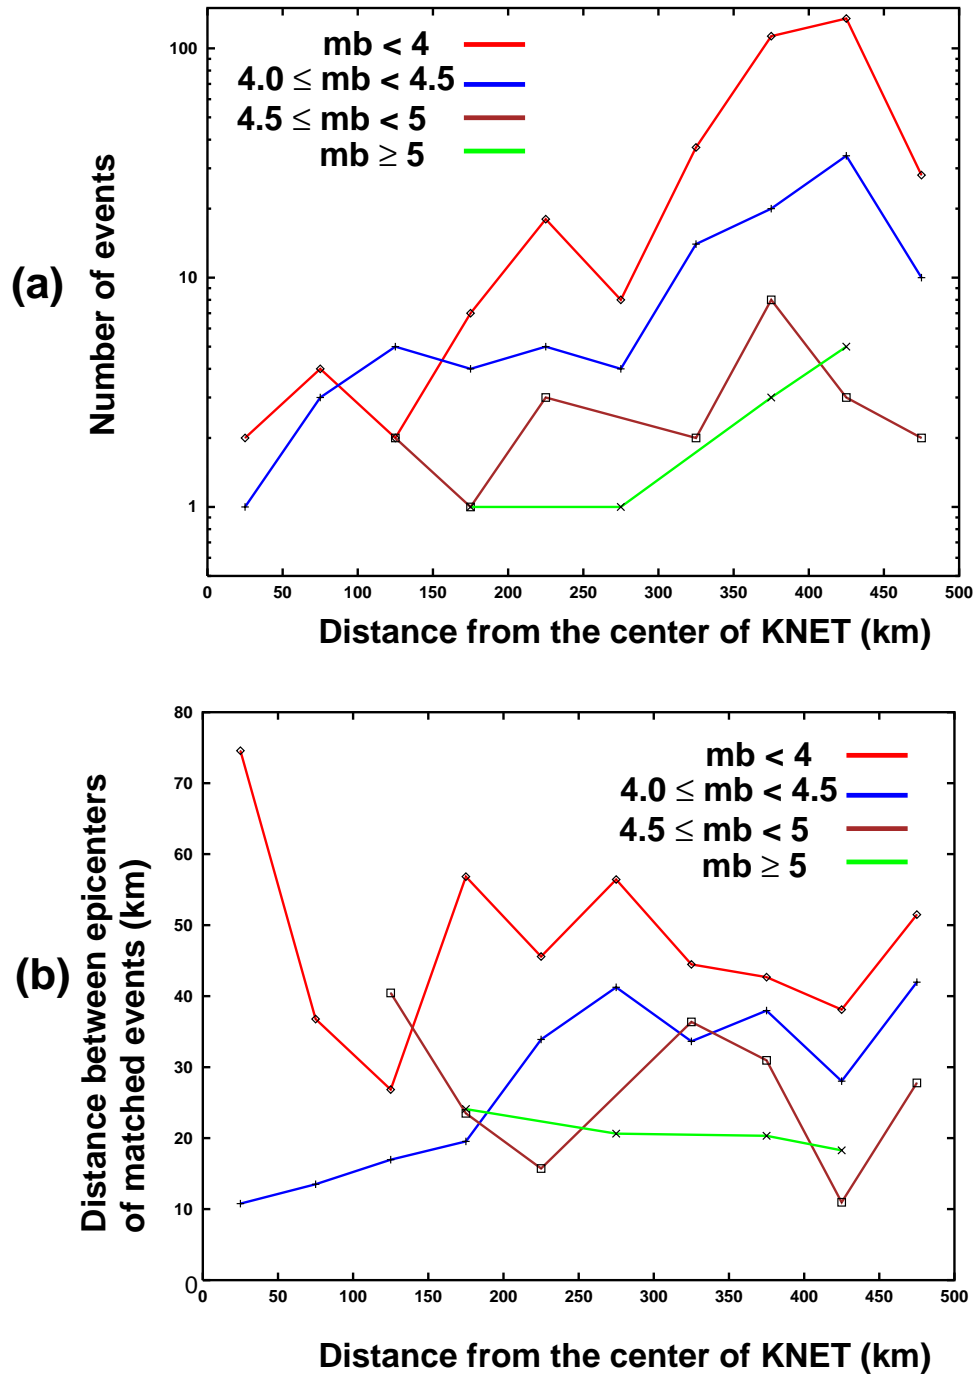 (a)
Number of events
100
10
1
mb < 4
4.0 ≤ mb < 4.5
4.5 ≤ mb < 5
mb ≥ 5
0 50 100 150 200 250 300 350 400 450 500
Distance from the center of KNET (km)
(b)
Distance between epicenters
of matched events (km)
80
70
60
50
40
30
20
10
0
mb < 4
4.0 ≤ mb < 4.5
4.5 ≤ mb < 5
mb ≥ 5
0 50 100 150 200 250 300 350 400 450 500
Distance from the center of KNET (km)